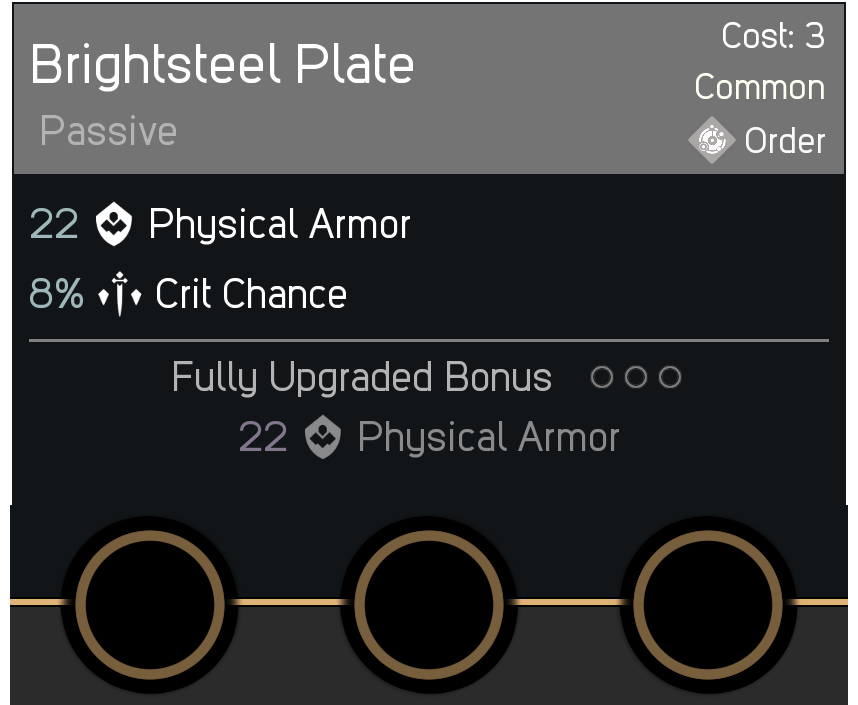 Brightsteel Plate
Passive
Cost: 3
Common
Order
22 Physical Armor
8% Crit Chance
Fully Upgraded Bonus
22 Physical Armor